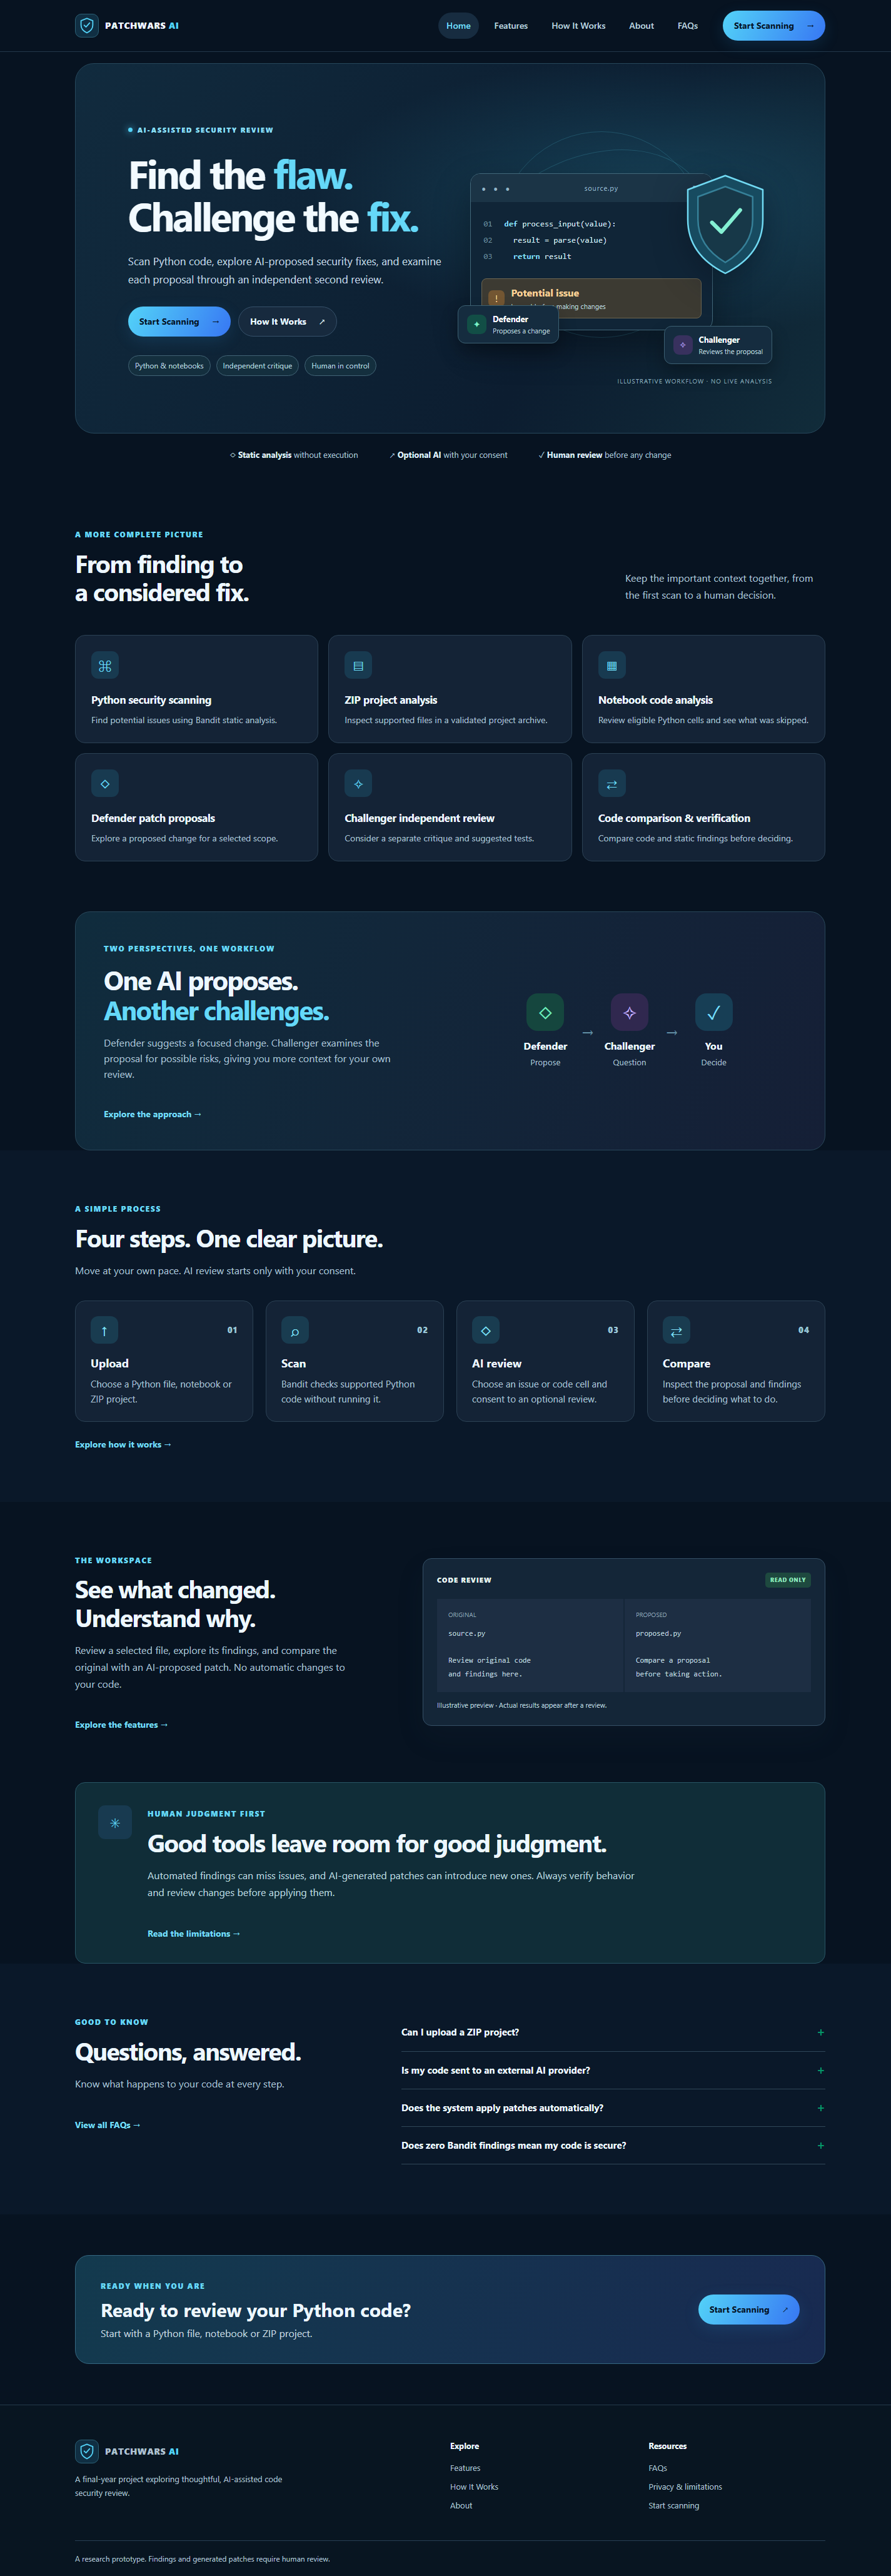 PATCHWARS AI
Home
Features
How It Works
About
FAQs
Start Scanning →
AI-ASSISTED SECURITY REVIEW
Find the flaw.
Challenge the fix.
Scan Python code, explore AI-proposed security fixes, and examine
each proposal through an independent second review.
Start Scanning →
How It Works ↗
Python & notebooks
Independent critique
Human in control
source.py
01 def process_input(value):
02 result = parse(value)
03 return result
!
Potential issue
making changes
Defender
Proposes a change
Challenger
Reviews the proposal
ILLUSTRATIVE WORKFLOW · NO LIVE ANALYSIS
◇ Static analysis without execution
↗ Optional AI with your consent
✓ Human review before any change
A MORE COMPLETE PICTURE
From finding to
a considered fix.
Keep the important context together, from
the first scan to a human decision.
⌘
Python security scanning
Find potential issues using Bandit static analysis.
▤
ZIP project analysis
Inspect supported files in a validated project archive.
▦
Notebook code analysis
Review eligible Python cells and see what was skipped.
◇
Defender patch proposals
Explore a proposed change for a selected scope.
✧
Challenger independent review
Consider a separate critique and suggested tests.
⇄
Code comparison & verification
Compare code and static findings before deciding.
TWO PERSPECTIVES, ONE WORKFLOW
One AI proposes.
Another challenges.
Defender suggests a focused change. Challenger examines the
proposal for possible risks, giving you more context for your own
review.
Explore the approach →
◇
Defender
Propose
→
✧
Challenger
Question
→
✓
You
Decide
A SIMPLE PROCESS
Four steps. One clear picture.
Move at your own pace. AI review starts only with your consent.
↑ 01
Upload
Choose a Python file, notebook or
ZIP project.
⌕ 02
Scan
Bandit checks supported Python
code without running it.
◇ 03
AI review
Choose an issue or code cell and
consent to an optional review.
⇄ 04
Compare
Inspect the proposal and findings
before deciding what to do.
Explore how it works →
THE WORKSPACE
See what changed.
Understand why.
Review a selected file, explore its findings, and compare the
original with an AI-proposed patch. No automatic changes to
your code.
Explore the features →
CODE REVIEW
READ ONLY
ORIGINAL
source.py
Review original code
and findings here.
PROPOSED
proposed.py
Compare a proposal
before taking action.
Illustrative preview · Actual results appear after a review.
✳
HUMAN JUDGMENT FIRST
Good tools leave room for good judgment.
Automated findings can miss issues, and AI-generated patches can introduce new ones. Always verify behavior
and review changes before applying them.
Read the limitations →
GOOD TO KNOW
Questions, answered.
Know what happens to your code at every step.
View all FAQs →
Can I upload a ZIP project? +
Is my code sent to an external AI provider? +
Does the system apply patches automatically? +
Does zero Bandit findings mean my code is secure? +
READY WHEN YOU ARE
Ready to review your Python code?
Start with a Python file, notebook or ZIP project.
Start Scanning ↗
PATCHWARS AI
A final-year project exploring thoughtful, AI-assisted code
security review.
Explore
Features
How It Works
About
Resources
FAQs
Privacy & limitations
Start scanning
A research prototype. Findings and generated patches require human review.